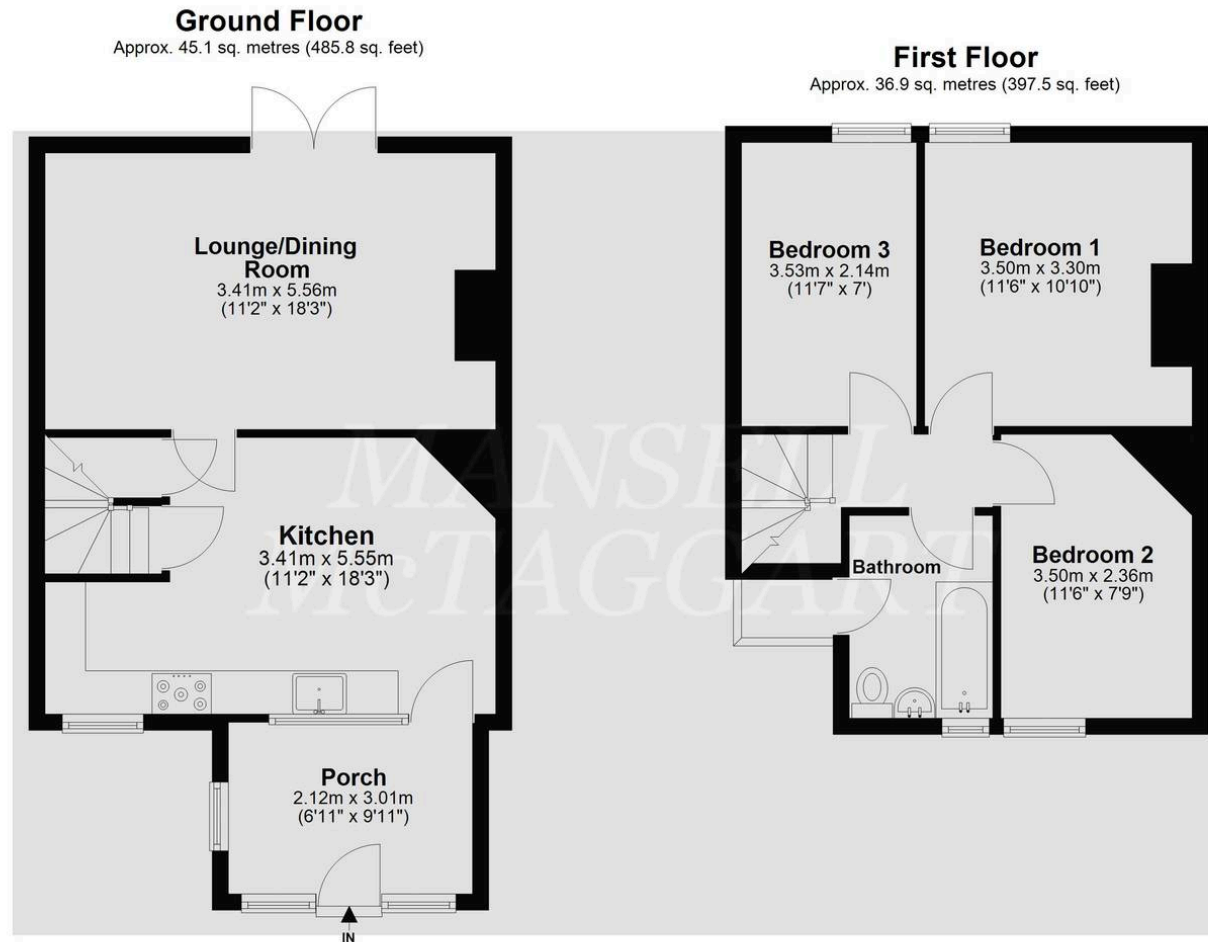 Ground Floor
Approx. 45.1 sq. metres (485.8 sq. feet)
Lounge/Dining
Room
3.41m x 5.56m
(11'2" x 18'3")
Kitchen
3.41m x 5.55m
(11'2" x 18'3")
Porch
2.12m x 3.01m
(6'11" x 9'11")
IN
First Floor
Approx. 36.9 sq. metres (397.5 sq. feet)
Bedroom 3
3.53m x 2.14m
(11'7" x 7')
Bedroom 1
3.50m x 3.30m
(11'6" x 10'10")
Bathroom
Bedroom 2
3.50m x 2.36m
(11'6" x 7'9")
MANSELL
McTAGGART